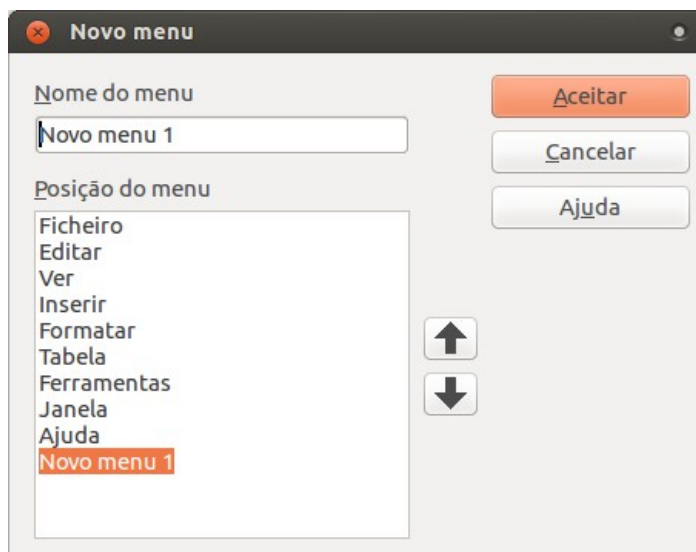 Novo menu
Nome do menu
Novo menu 1
Posição do menu
Ficheiro
Editar
Ver
Inserir
Formatar
Tabela
Ferramentas
Janela
Ajuda
Novo menu 1
Aceitar
Cancelar
Ajuda